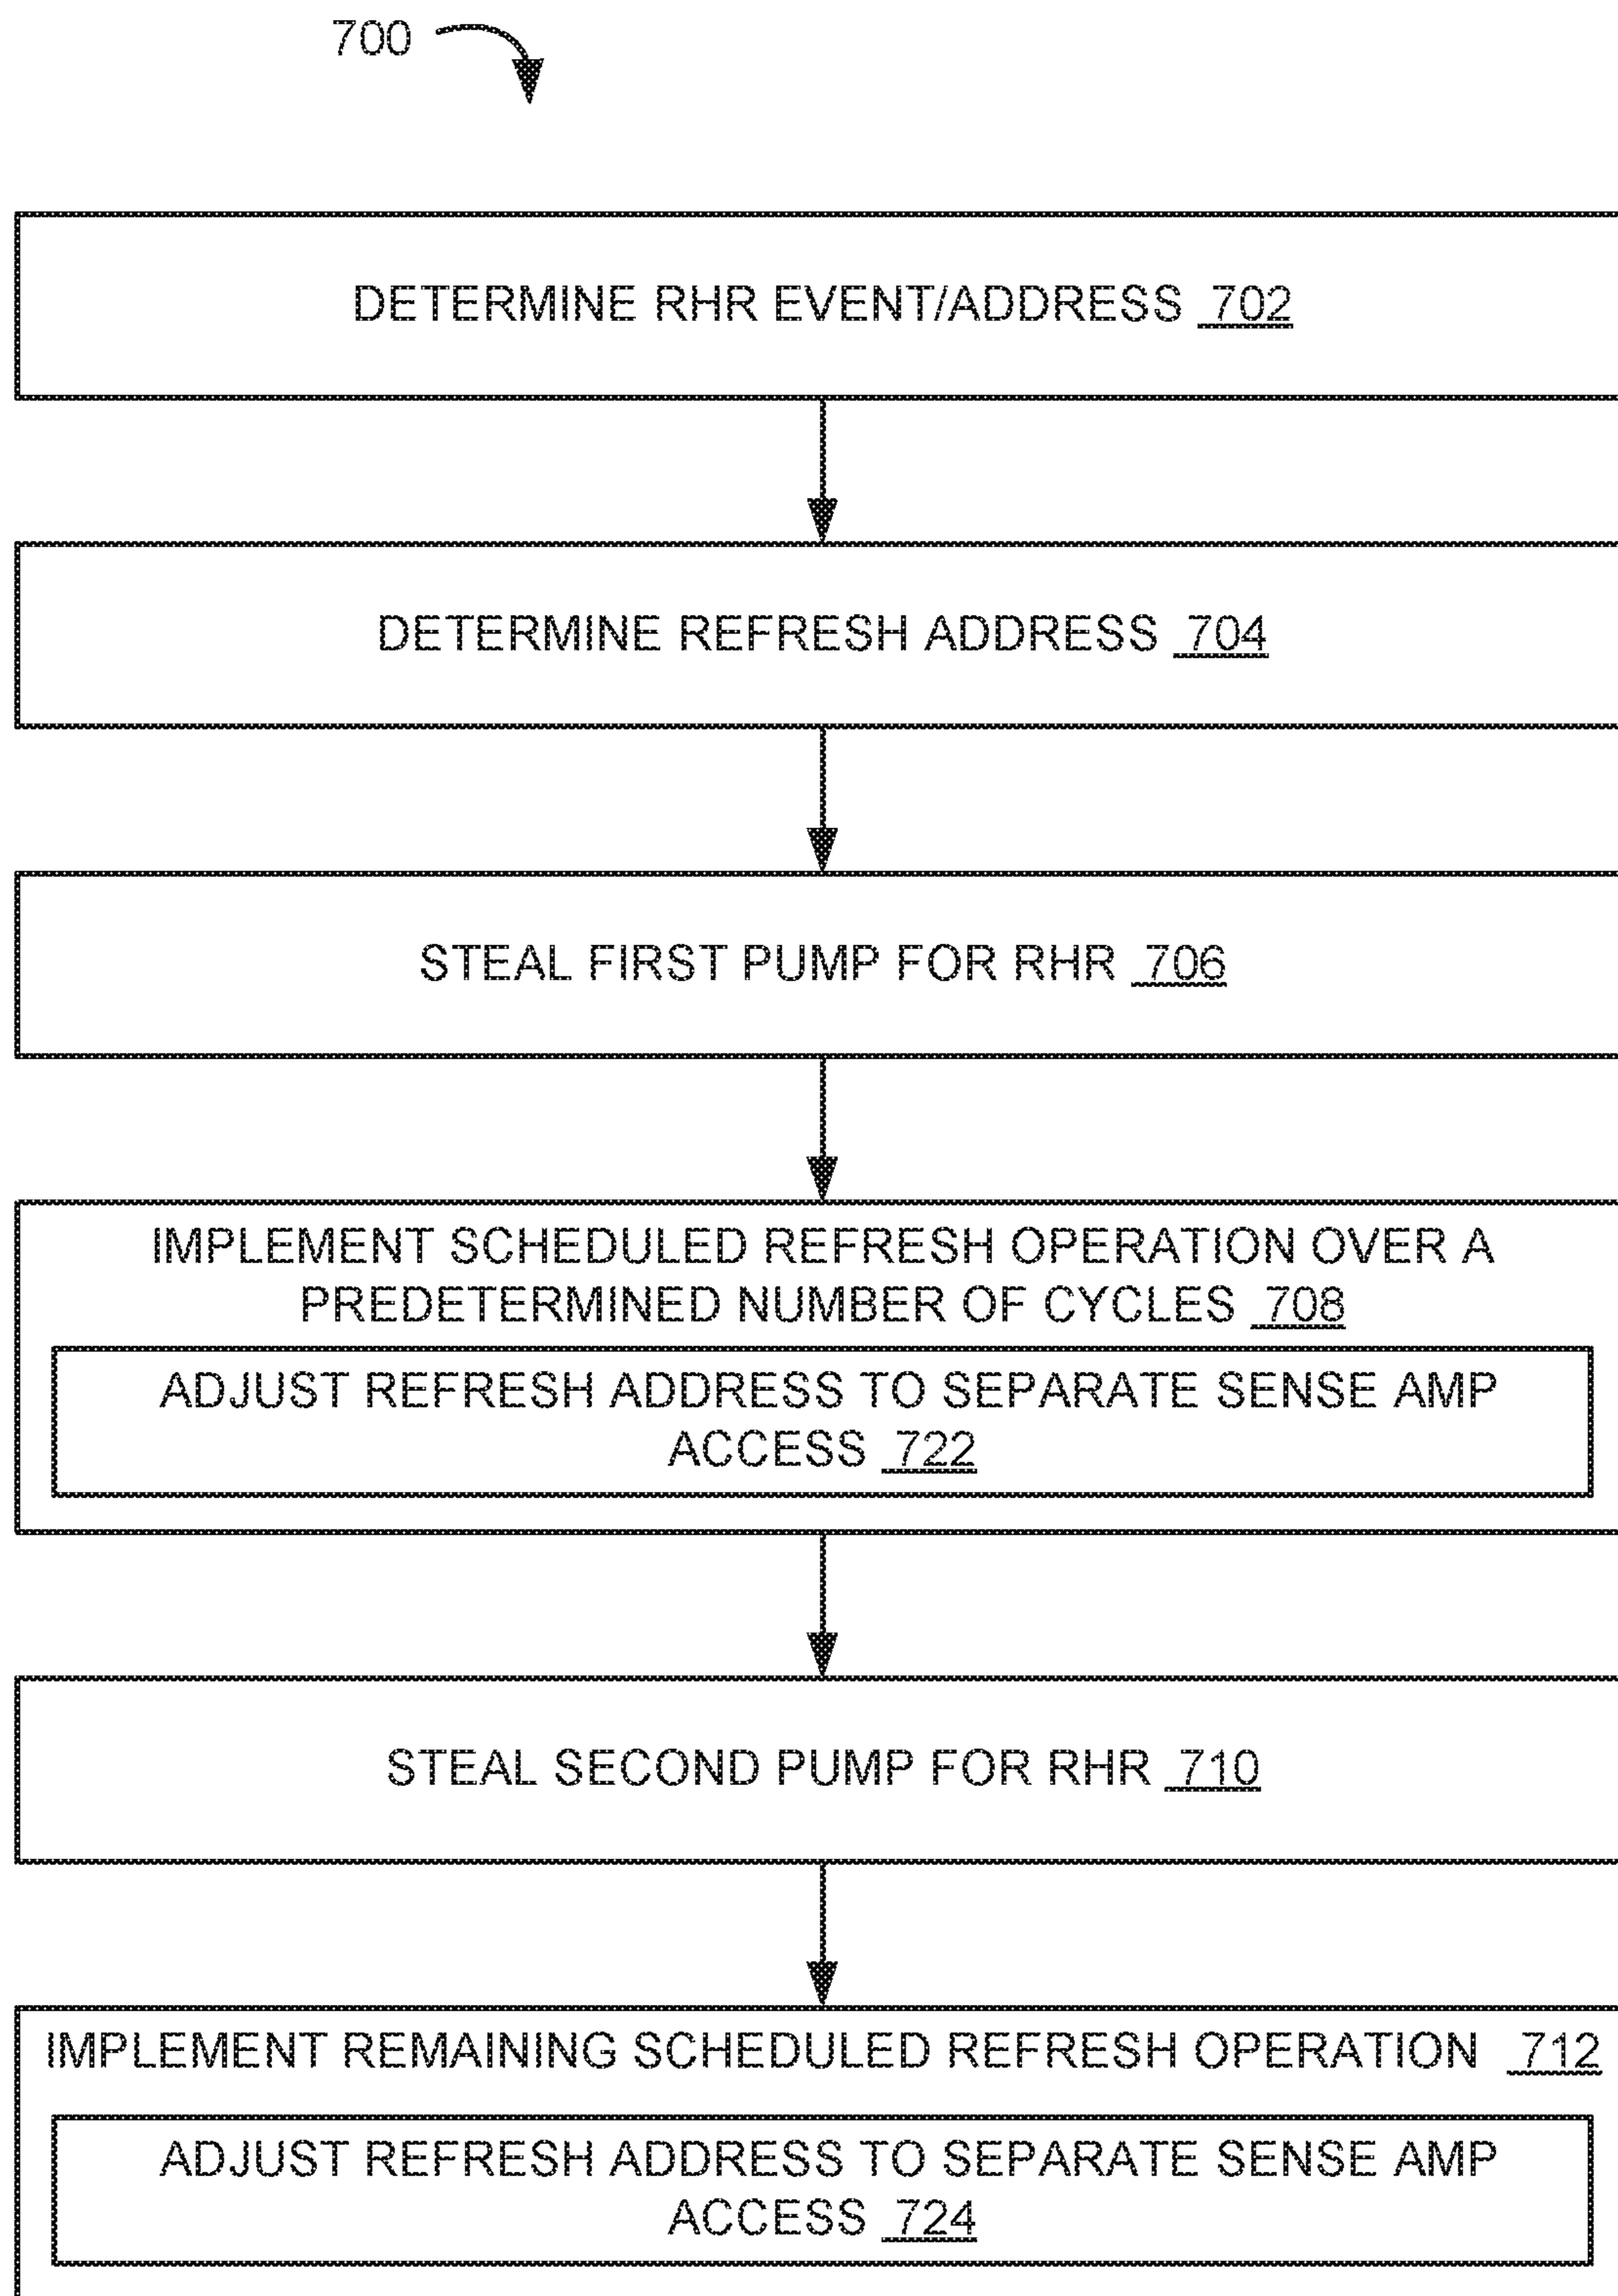 700
DETERMINE RHR EVENT/ADDRESS 702
DETERMINE REFRESH ADDRESS 704
STEAL FIRST PUMP FOR RHR 706
IMPLEMENT SCHEDULED REFRESH OPERATION OVER A
PREDETERMINED NUMBER OF CYCLES 708
ADJUST REFRESH ADDRESS TO SEPARATE SENSE AMP
ACCESS 722
STEAL SECOND PUMP FOR RHR 710
IMPLEMENT REMAINING SCHEDULED REFRESH OPERATION 712
ADJUST REFRESH ADDRESS TO SEPARATE SENSE AMP
ACCESS 724